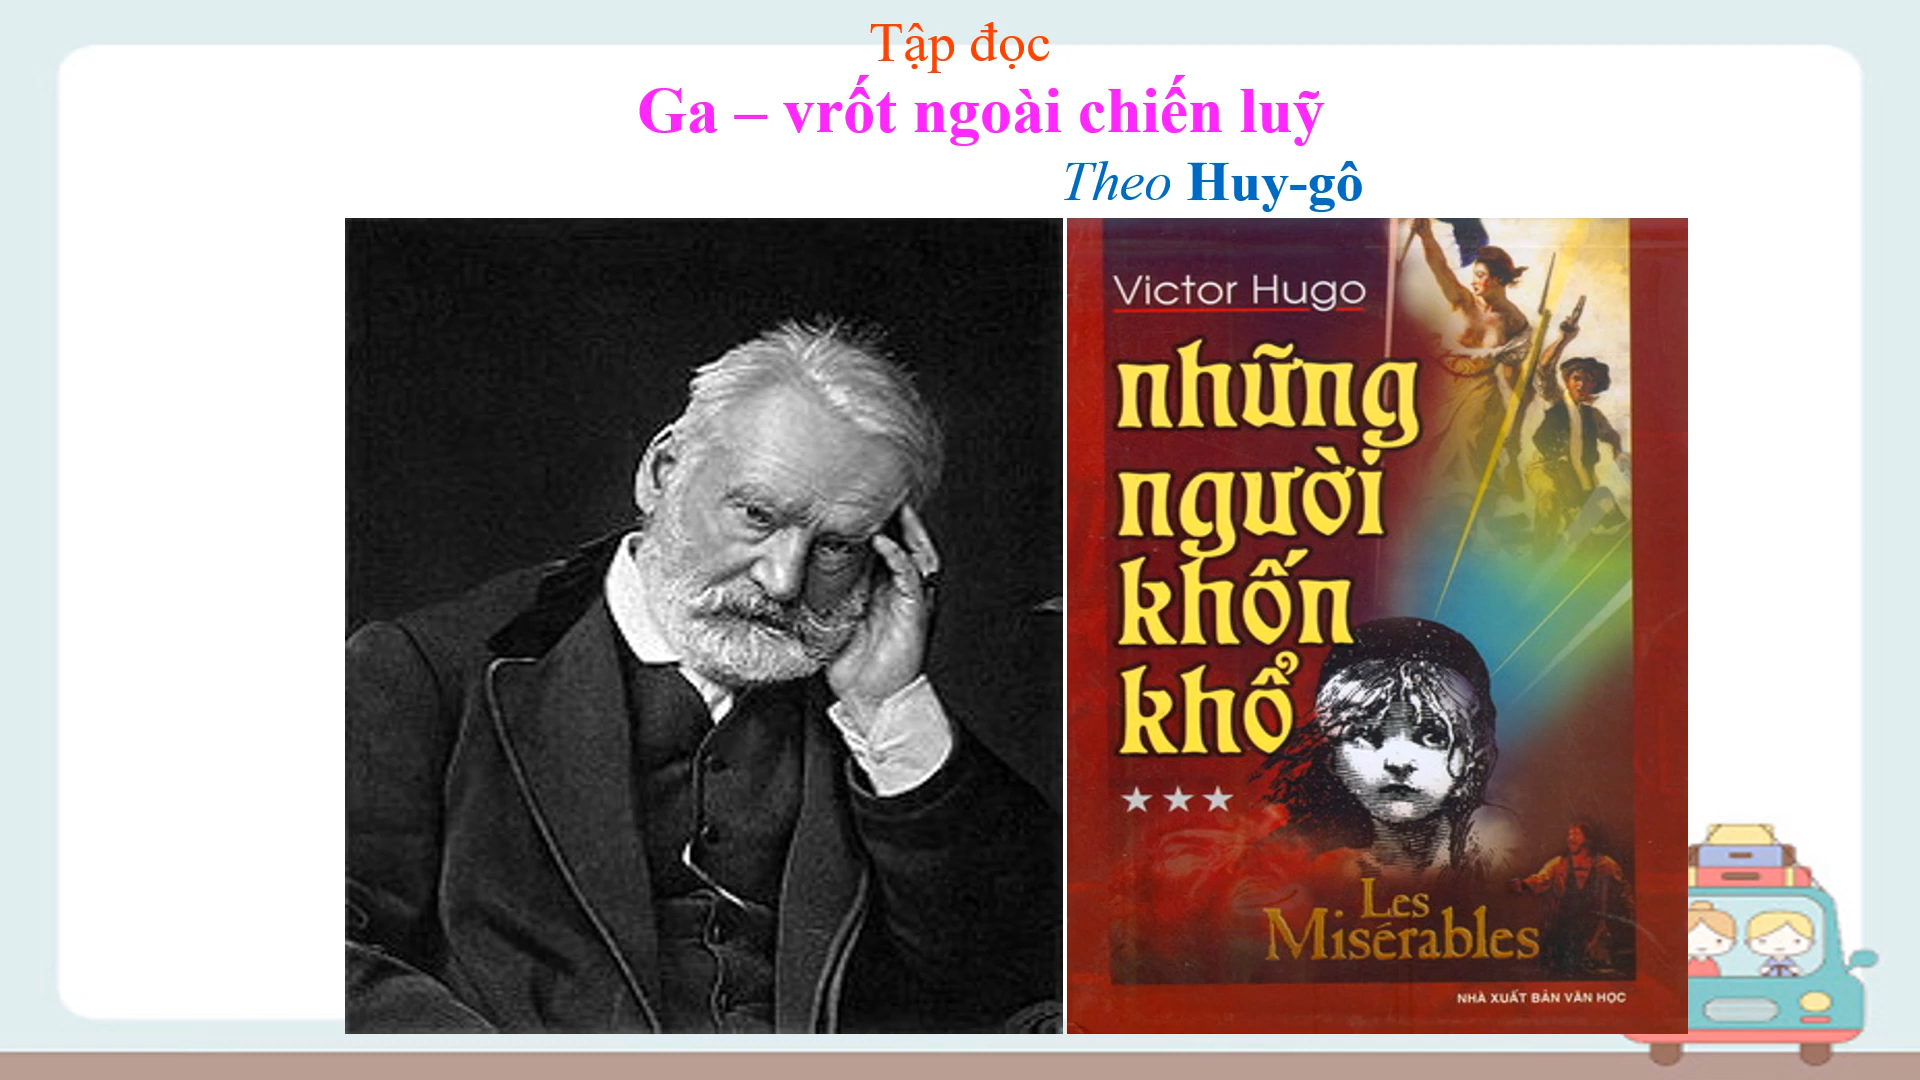 Tập đọc
Ga – vrốt ngoài chiến luỹ
Theo Huy-gô
Victor Hugo
những
người
khốn
khổ
Les
Misérables
NHÀ XUẤT BẢN VĂN HỌC